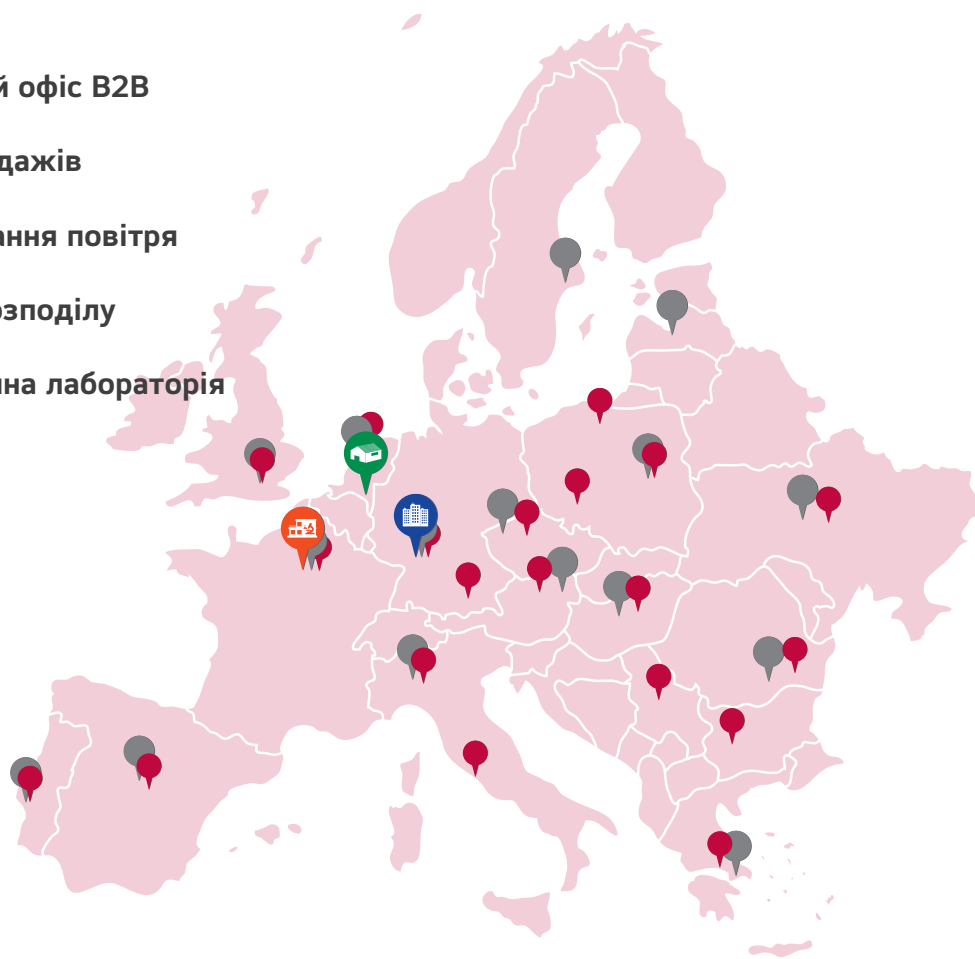 й офіс B2B
дажів
ання повітря
озподілу
на лабораторія